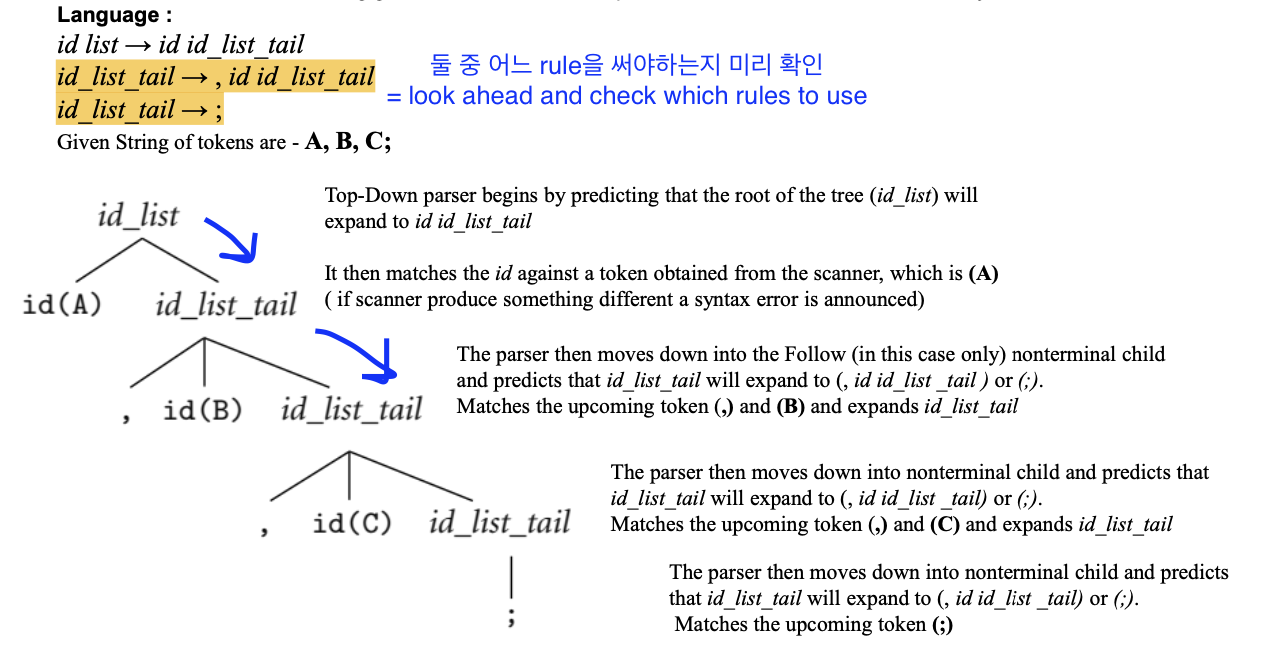 Language :
id list → id id_list_tail
id_list_tail → , id id_list_tail
id_list_tail → ;
둘 중 어느 rule을 써야하는지 미리 확인
= look ahead and check which rules to use
Given String of tokens are - A, B, C;
Top-Down parser begins by predicting that the root of the tree (id_list) will
expand to id id_list_tail
id_list
It then matches the id against a token obtained from the scanner, which is (A)
( if scanner produce something different a syntax error is announced)
id(A) id_list_tail
The parser then moves down into the Follow (in this case only) nonterminal child
and predicts that id_list_tail will expand to (, id id_list _tail ) or (;).
Matches the upcoming token (,) and (B) and expands id_list_tail
, id(B) id_list_tail
The parser then moves down into nonterminal child and predicts that
id_list_tail will expand to (, id id_list _tail) or (;).
Matches the upcoming token (,) and (C) and expands id_list_tail
, id(C) id_list_tail
The parser then moves down into nonterminal child and predicts
that id_list_tail will expand to (, id id_list _tail) or (;).
Matches the upcoming token (;)
;